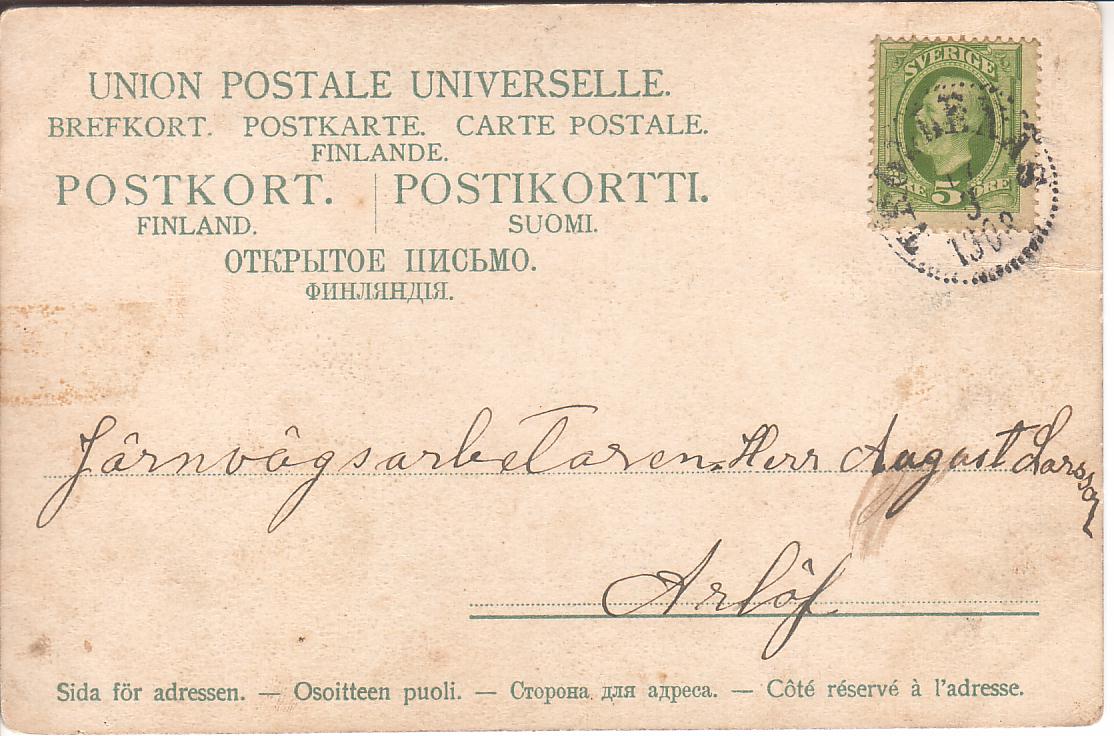 UNION POSTALE UNIVERSELLE.
BREFKORT. POSTKARTE. CARTE POSTALE.
FINLANDE.
POSTKORT. POSTIKORTTI.
FINLAND. SUOMI.
ОТКРЫТОЕ ПИСЬМО.
ФИНЛЯНДІЯ.
SVERIGE
5
ÖRE
Järnvägsarbetaren Herr August Larsson
Arlöf
Sida för adressen. — Osoitteen puoli. — Сторона для адреса. — Côté réservé à l'adresse.